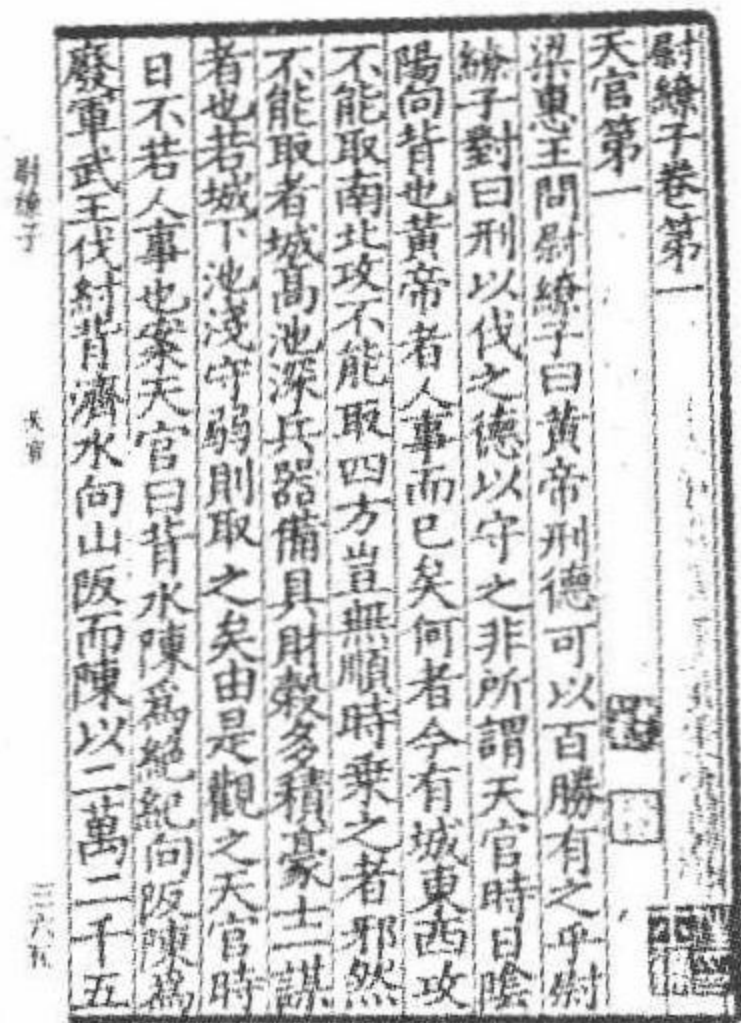 尉繚子卷第一
天官第一
梁惠王問尉繚子曰黃帝刑德可以百勝有之乎尉
繚子對曰刑以伐之德以守之非所謂天官時日陰
陽向背也黃帝者人事而已矣何者今有城東西攻
不能取南北攻不能取四方豈無順時乘之者邪然
不能取者城高池深兵器備具財穀多積豪士一謀
者也若城下池淺守弱則取之矣由是觀之天官時
日不若人事也案天官曰背水陳爲絕紀向阪陳爲
廢軍武王伐紂背濟水向山阪而陳以二萬二千五
尉繚子
天官
三六五